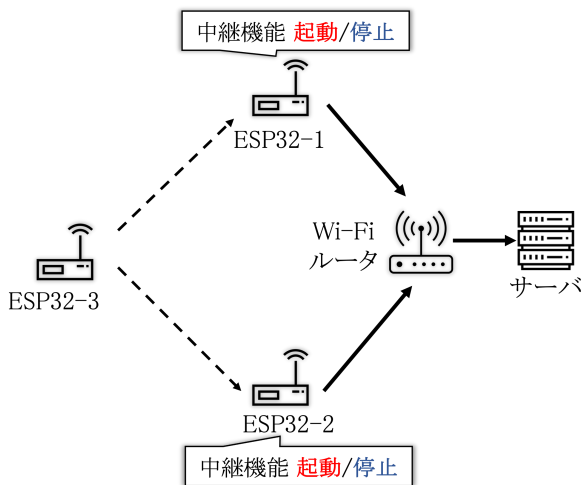 中継機能 起動/停止
ESP32-1
Wi-Fi
ルータ
サーバ
ESP32-3
ESP32-2
中継機能 起動/停止